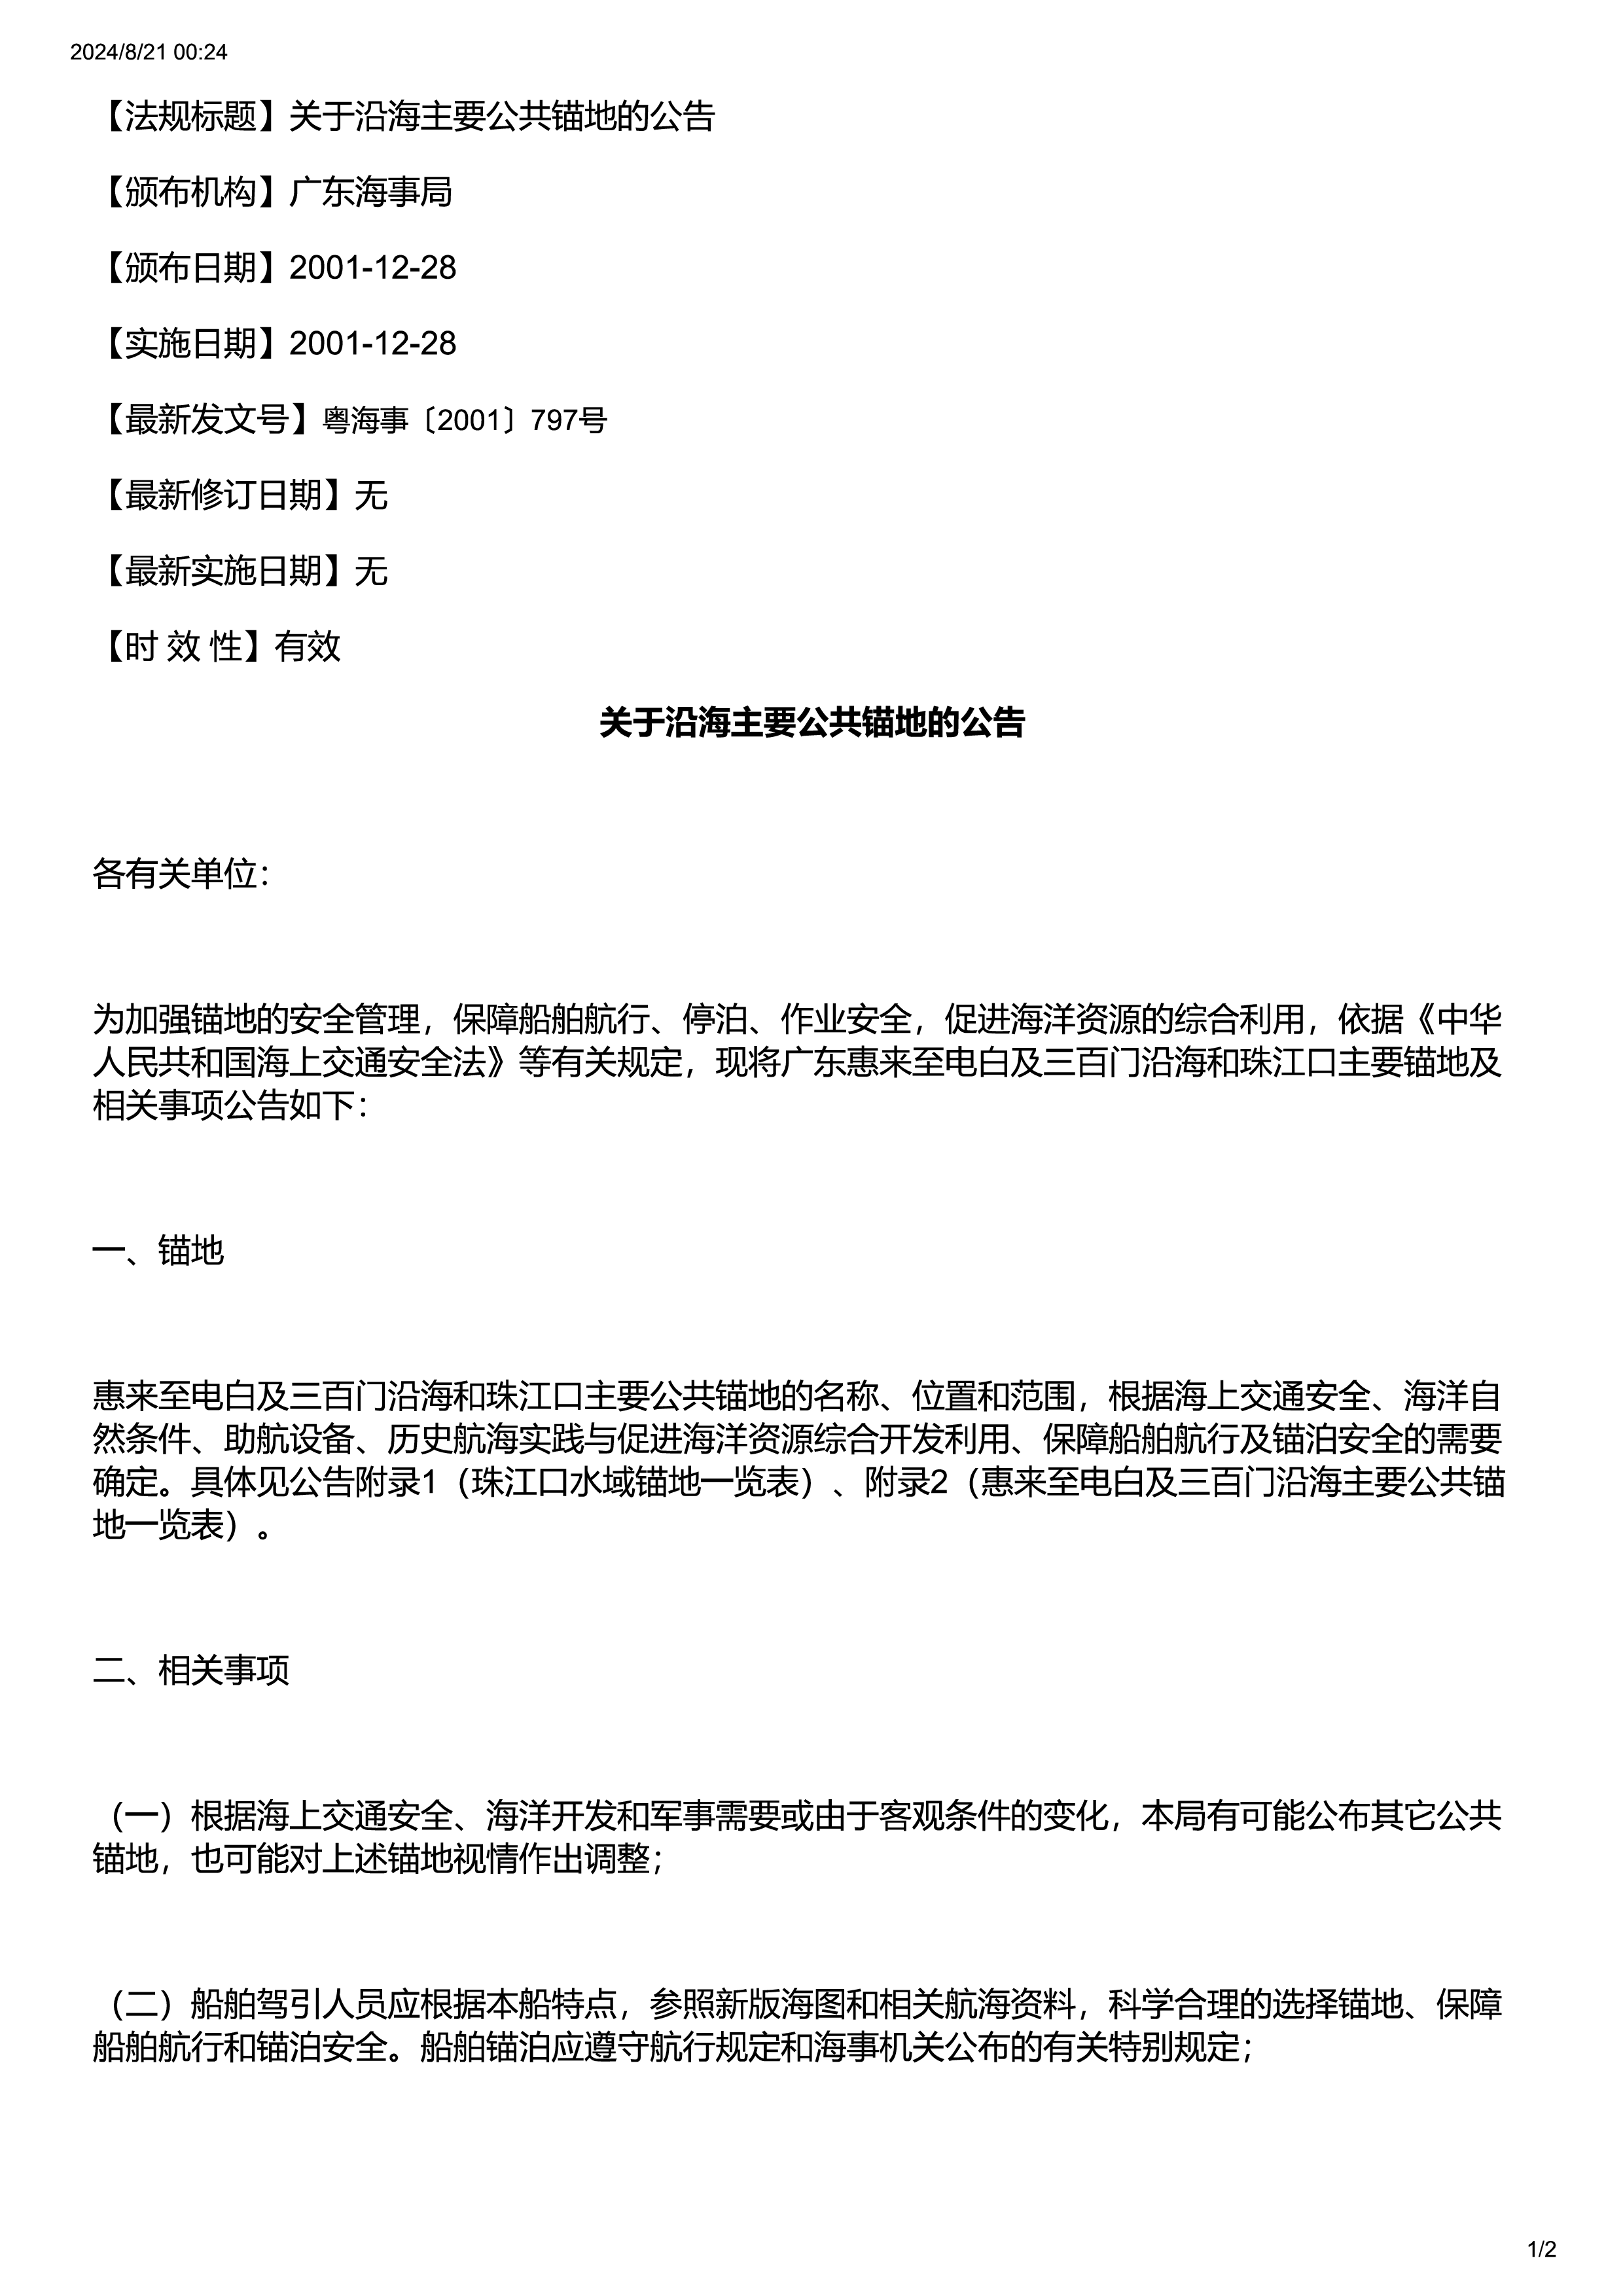 2024/8/21 00:24
【法规标题】关于沿海主要公共锚地的公告
【颁布机构】广东海事局
【颁布日期】2001-12-28
【实施日期】2001-12-28
【最新发文号】粤海事〔2001〕797号
【最新修订日期】无
【最新实施日期】无
【时 效 性】有效
关于沿海主要公共锚地的公告
各有关单位：
为加强锚地的安全管理，保障船舶航行、停泊、作业安全，促进海洋资源的综合利用，依据《中华
人民共和国海上交通安全法》等有关规定，现将广东惠来至电白及三百门沿海和珠江口主要锚地及
相关事项公告如下：
一、锚地
惠来至电白及三百门沿海和珠江口主要公共锚地的名称、位置和范围，根据海上交通安全、海洋自
然条件、助航设备、历史航海实践与促进海洋资源综合开发利用、保障船舶航行及锚泊安全的需要
确定。具体见公告附录1（珠江口水域锚地一览表）、附录2（惠来至电白及三百门沿海主要公共锚
地一览表）。
二、相关事项
（一）根据海上交通安全、海洋开发和军事需要或由于客观条件的变化，本局有可能公布其它公共
锚地，也可能对上述锚地视情作出调整；
（二）船舶驾引人员应根据本船特点，参照新版海图和相关航海资料，科学合理的选择锚地、保障
船舶航行和锚泊安全。船舶锚泊应遵守航行规定和海事机关公布的有关特别规定；
1/2